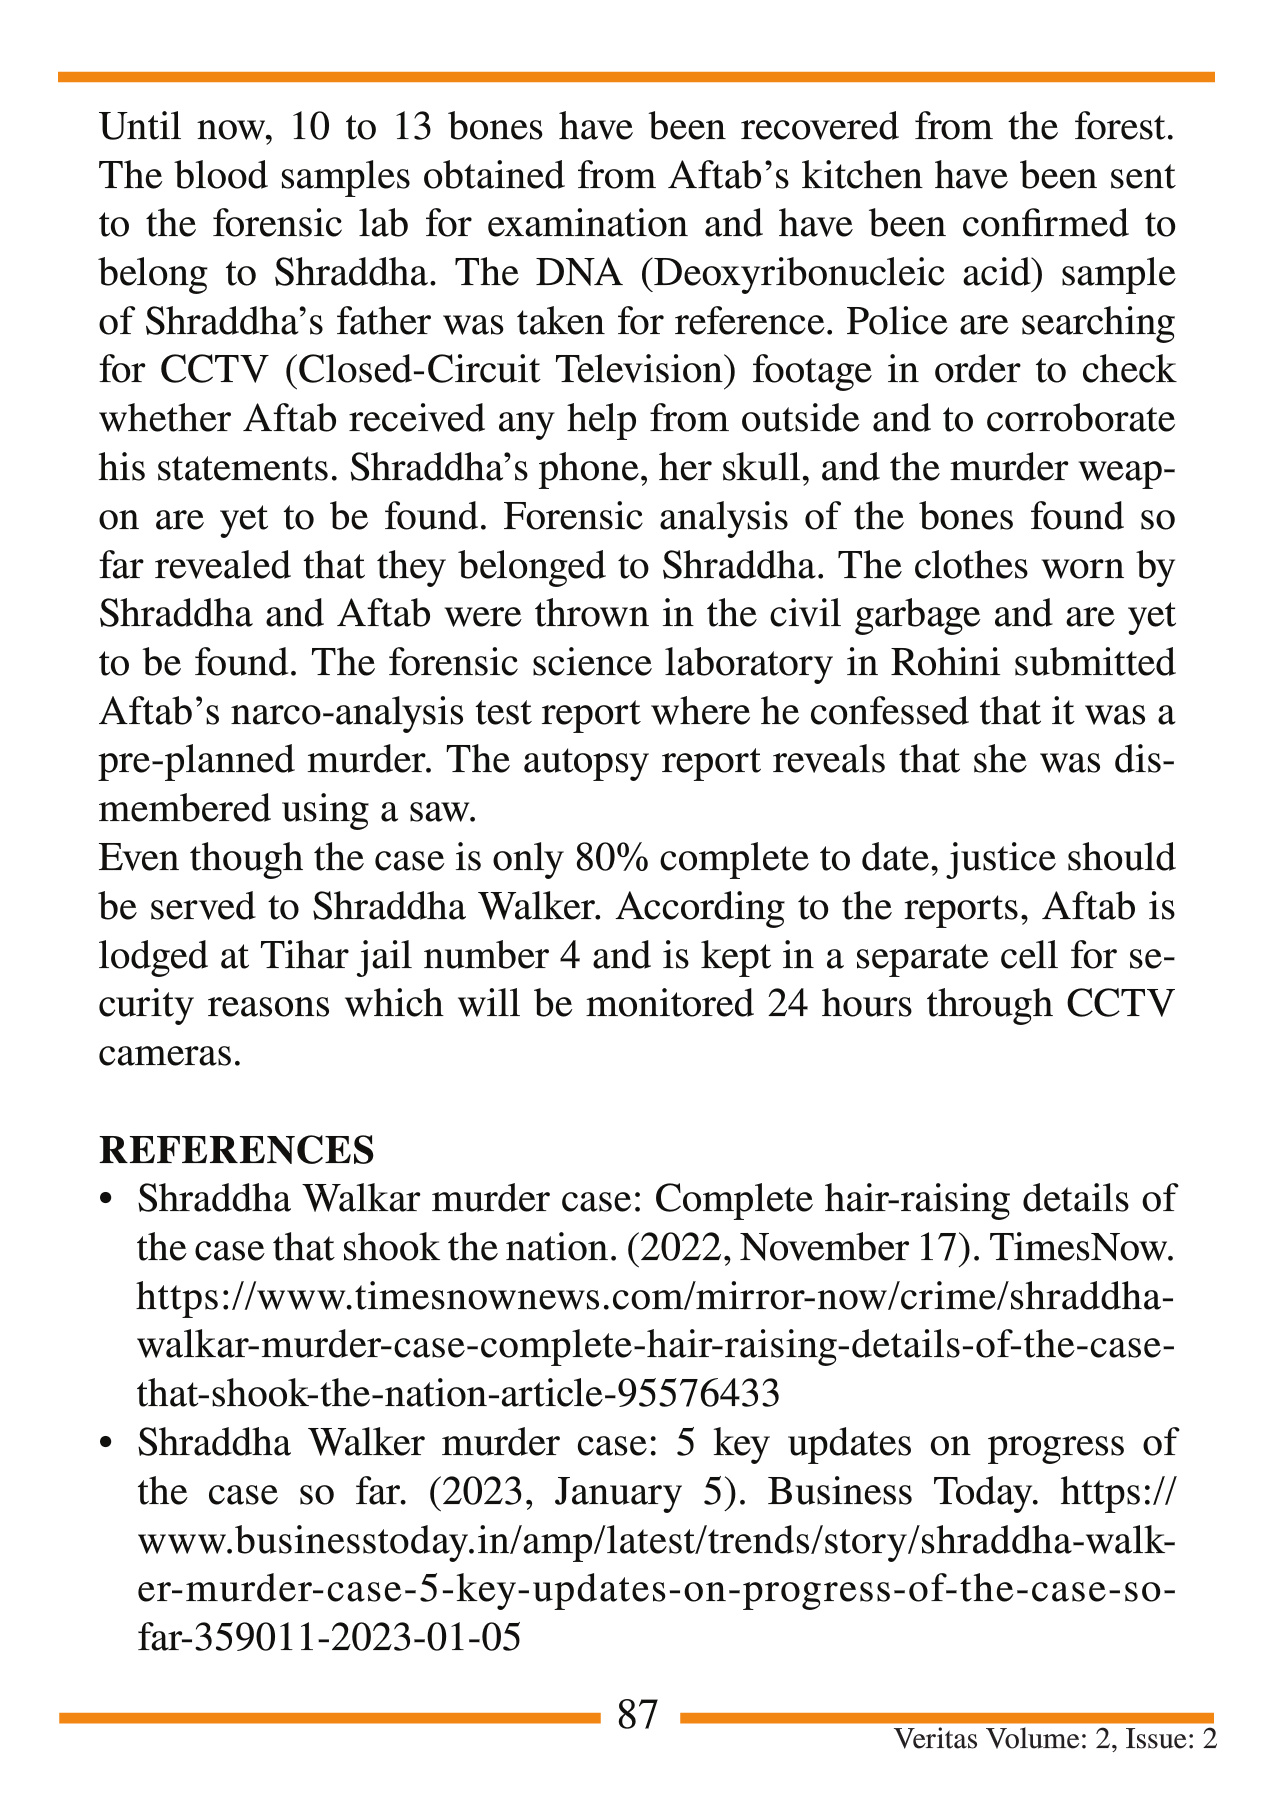 Until now, 10 to 13 bones have been recovered from the forest.
The blood samples obtained from Aftab’s kitchen have been sent
to the forensic lab for examination and have been confirmed to
belong to Shraddha. The DNA (Deoxyribonucleic acid) sample
of Shraddha’s father was taken for reference. Police are searching
for CCTV (Closed-Circuit Television) footage in order to check
whether Aftab received any help from outside and to corroborate
his statements. Shraddha’s phone, her skull, and the murder weap-
on are yet to be found. Forensic analysis of the bones found so
far revealed that they belonged to Shraddha. The clothes worn by
Shraddha and Aftab were thrown in the civil garbage and are yet
to be found. The forensic science laboratory in Rohini submitted
Aftab’s narco-analysis test report where he confessed that it was a
pre-planned murder. The autopsy report reveals that she was dis-
membered using a saw.
Even though the case is only 80% complete to date, justice should
be served to Shraddha Walker. According to the reports, Aftab is
lodged at Tihar jail number 4 and is kept in a separate cell for se-
curity reasons which will be monitored 24 hours through CCTV
cameras.
REFERENCES
• Shraddha Walkar murder case: Complete hair-raising details of
the case that shook the nation. (2022, November 17). TimesNow.
https://www.timesnownews.com/mirror-now/crime/shraddha-
walkar-murder-case-complete-hair-raising-details-of-the-case-
that-shook-the-nation-article-95576433
• Shraddha Walker murder case: 5 key updates on progress of
the case so far. (2023, January 5). Business Today. https://
www.businesstoday.in/amp/latest/trends/story/shraddha-walk-
er-murder-case-5-key-updates-on-progress-of-the-case-so-
far-359011-2023-01-05
87
Veritas Volume: 2, Issue: 2